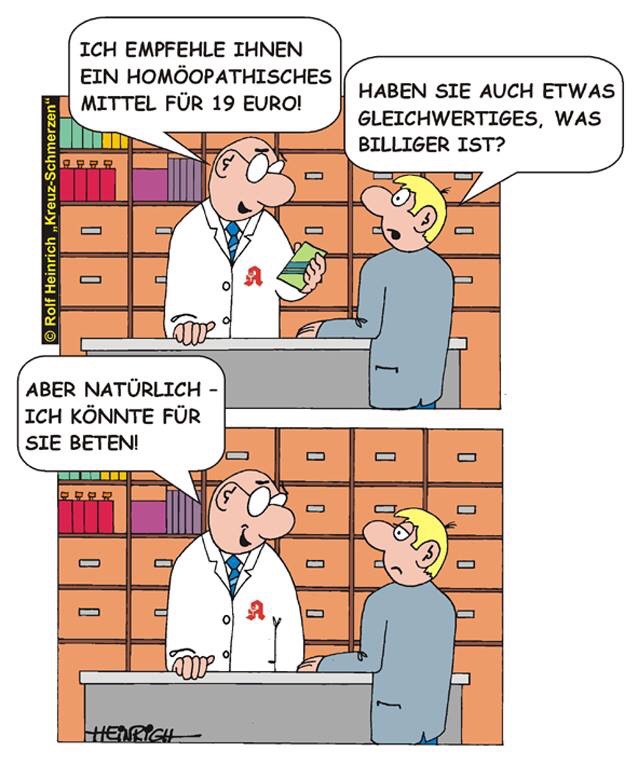 ICH EMPFEHLE IHNEN
EIN HOMÖOPATHISCHES
MITTEL FÜR 19 EURO!
HABEN SIE AUCH ETWAS
GLEICHWERTIGES, WAS
BILLIGER IST?
© Rolf Heinrich „Kreuz-Schmerzen“
A
ABER NATÜRLICH –
ICH KÖNNTE FÜR
SIE BETEN!
A
HEINRICH